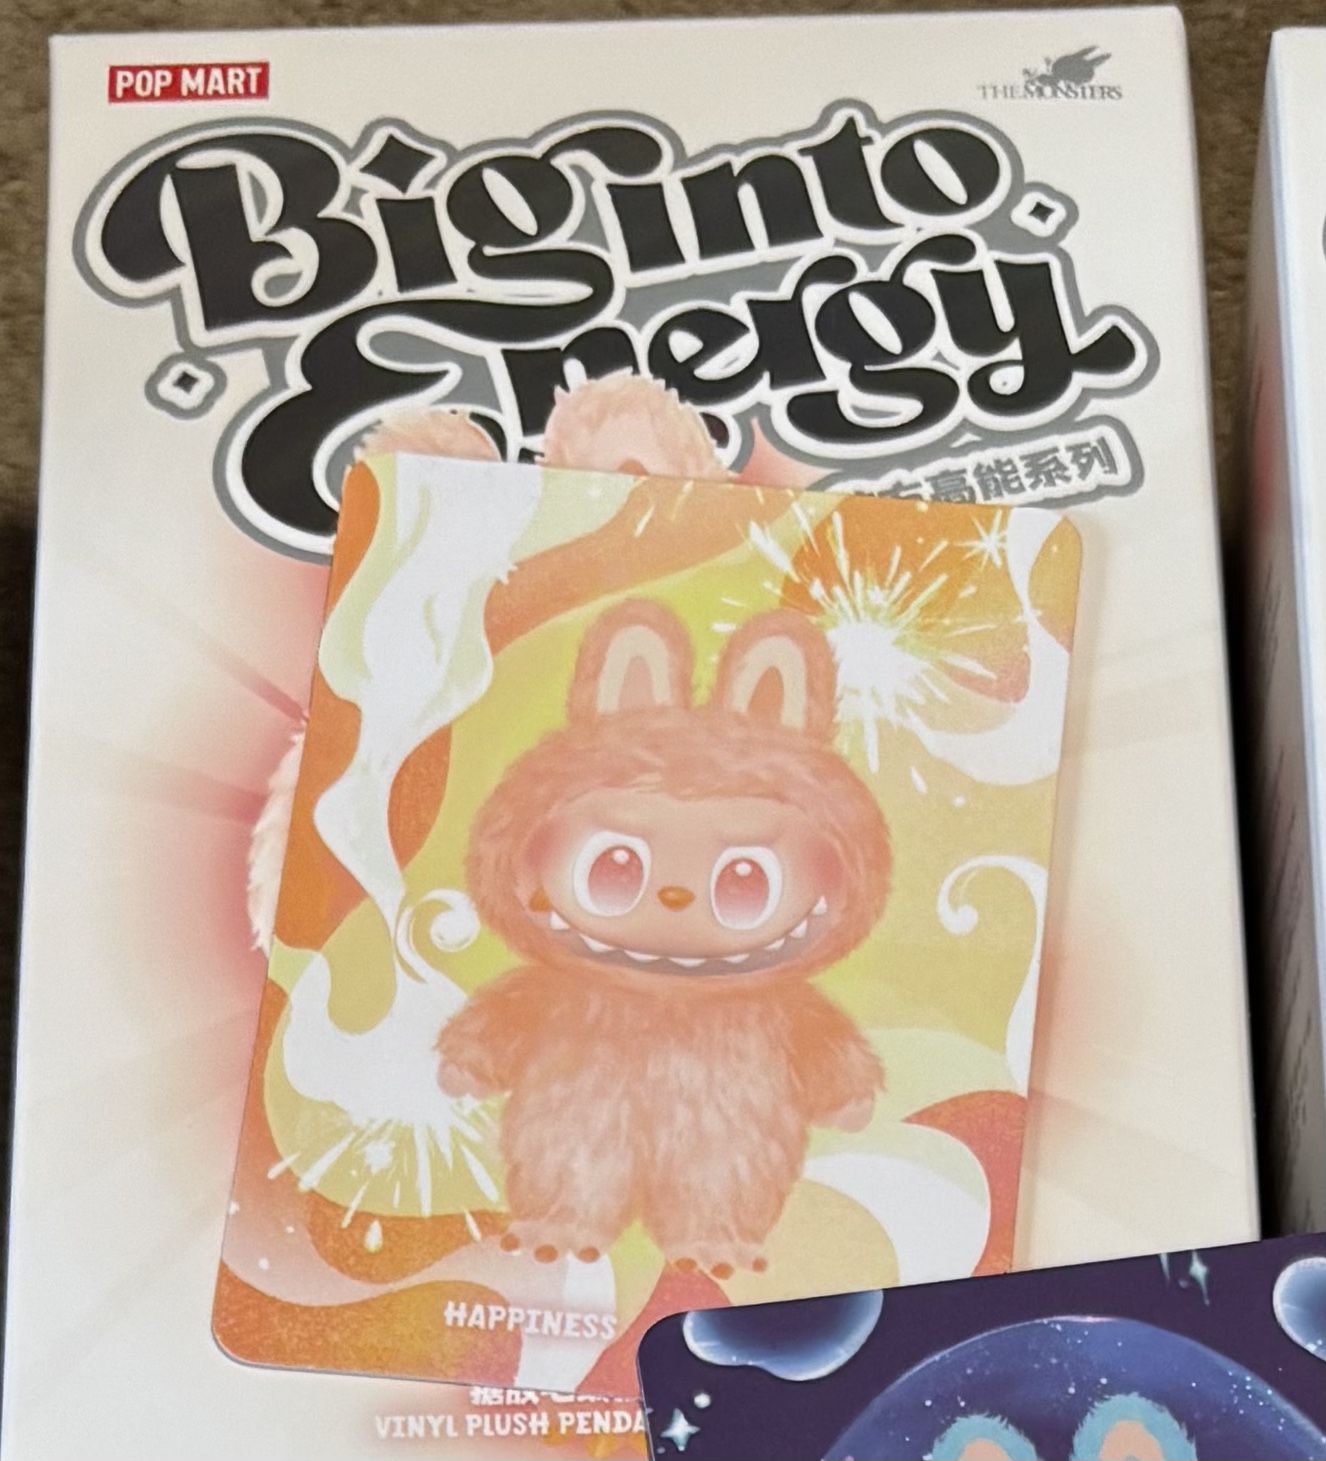 POP MART
THE MONSTERS
Big into
Energy
高能系列
HAPPINESS
VINYL PLUSH PENDA